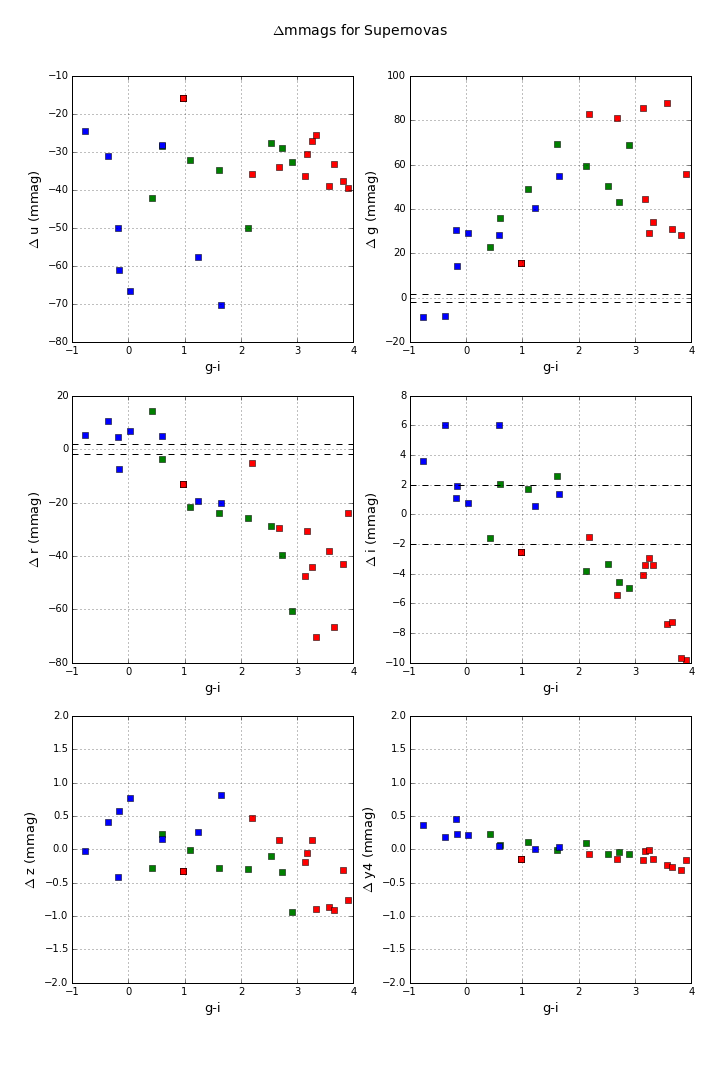 Δmmags for Supernovas
−10
−20
−30
−40
−50
−60
−70
−80
Δ u (mmag)
−1 0 1 2 3 4
g-i
100
80
60
40
20
0
−20
Δ g (mmag)
−1 0 1 2 3 4
g-i
20
0
−20
−40
−60
−80
Δ r (mmag)
−1 0 1 2 3 4
g-i
8
6
4
2
0
−2
−4
−6
−8
−10
Δ i (mmag)
−1 0 1 2 3 4
g-i
2.0
1.5
1.0
0.5
0.0
−0.5
−1.0
−1.5
−2.0
Δ z (mmag)
−1 0 1 2 3 4
g-i
2.0
1.5
1.0
0.5
0.0
−0.5
−1.0
−1.5
−2.0
Δ y4 (mmag)
−1 0 1 2 3 4
g-i